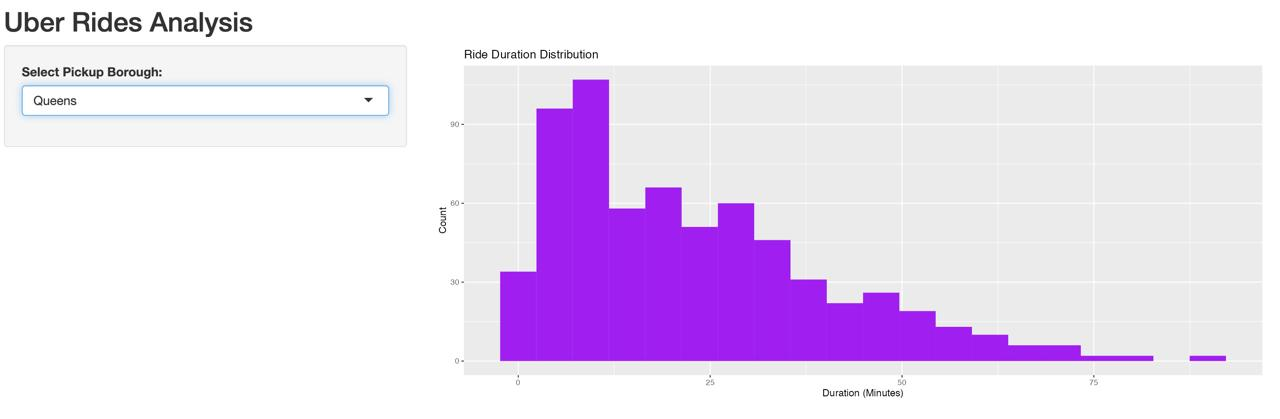 Uber Rides Analysis
Select Pickup Borough:
Queens
Ride Duration Distribution
90
60
30
0
Count
0 25 50 75
Duration (Minutes)